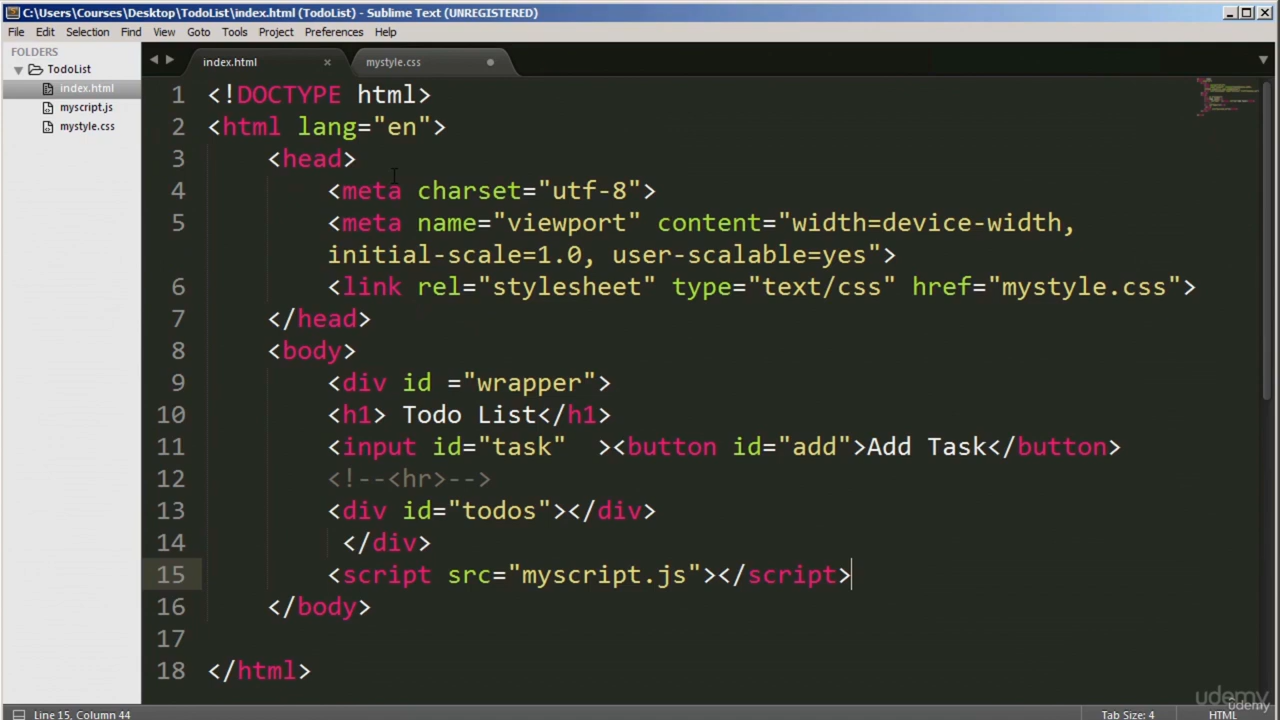 C:\Users\Courses\Desktop\TodoList\index.html (TodoList) - Sublime Text (UNREGISTERED)
File Edit Selection Find View Goto Tools Project Preferences Help
FOLDERS
TodoList
index.html
myscript.js
mystyle.css
index.html × mystyle.css
1 <!DOCTYPE html>
2 <html lang="en">
3 <head>
4 <meta charset="utf-8">
5 <meta name="viewport" content="width=device-width,
initial-scale=1.0, user-scalable=yes">
6 <link rel="stylesheet" type="text/css" href="mystyle.css">
7 </head>
8 <body>
9 <div id ="wrapper">
10 <h1> Todo List</h1>
11 <input id="task"  ><button id="add">Add Task</button>
12 <!--<hr>-->
13 <div id="todos"></div>
14 </div>
15 <script src="myscript.js"></script>
16 </body>
17
18 </html>
udemy
udemy
Line 15, Column 44
Tab Size: 4
HTML